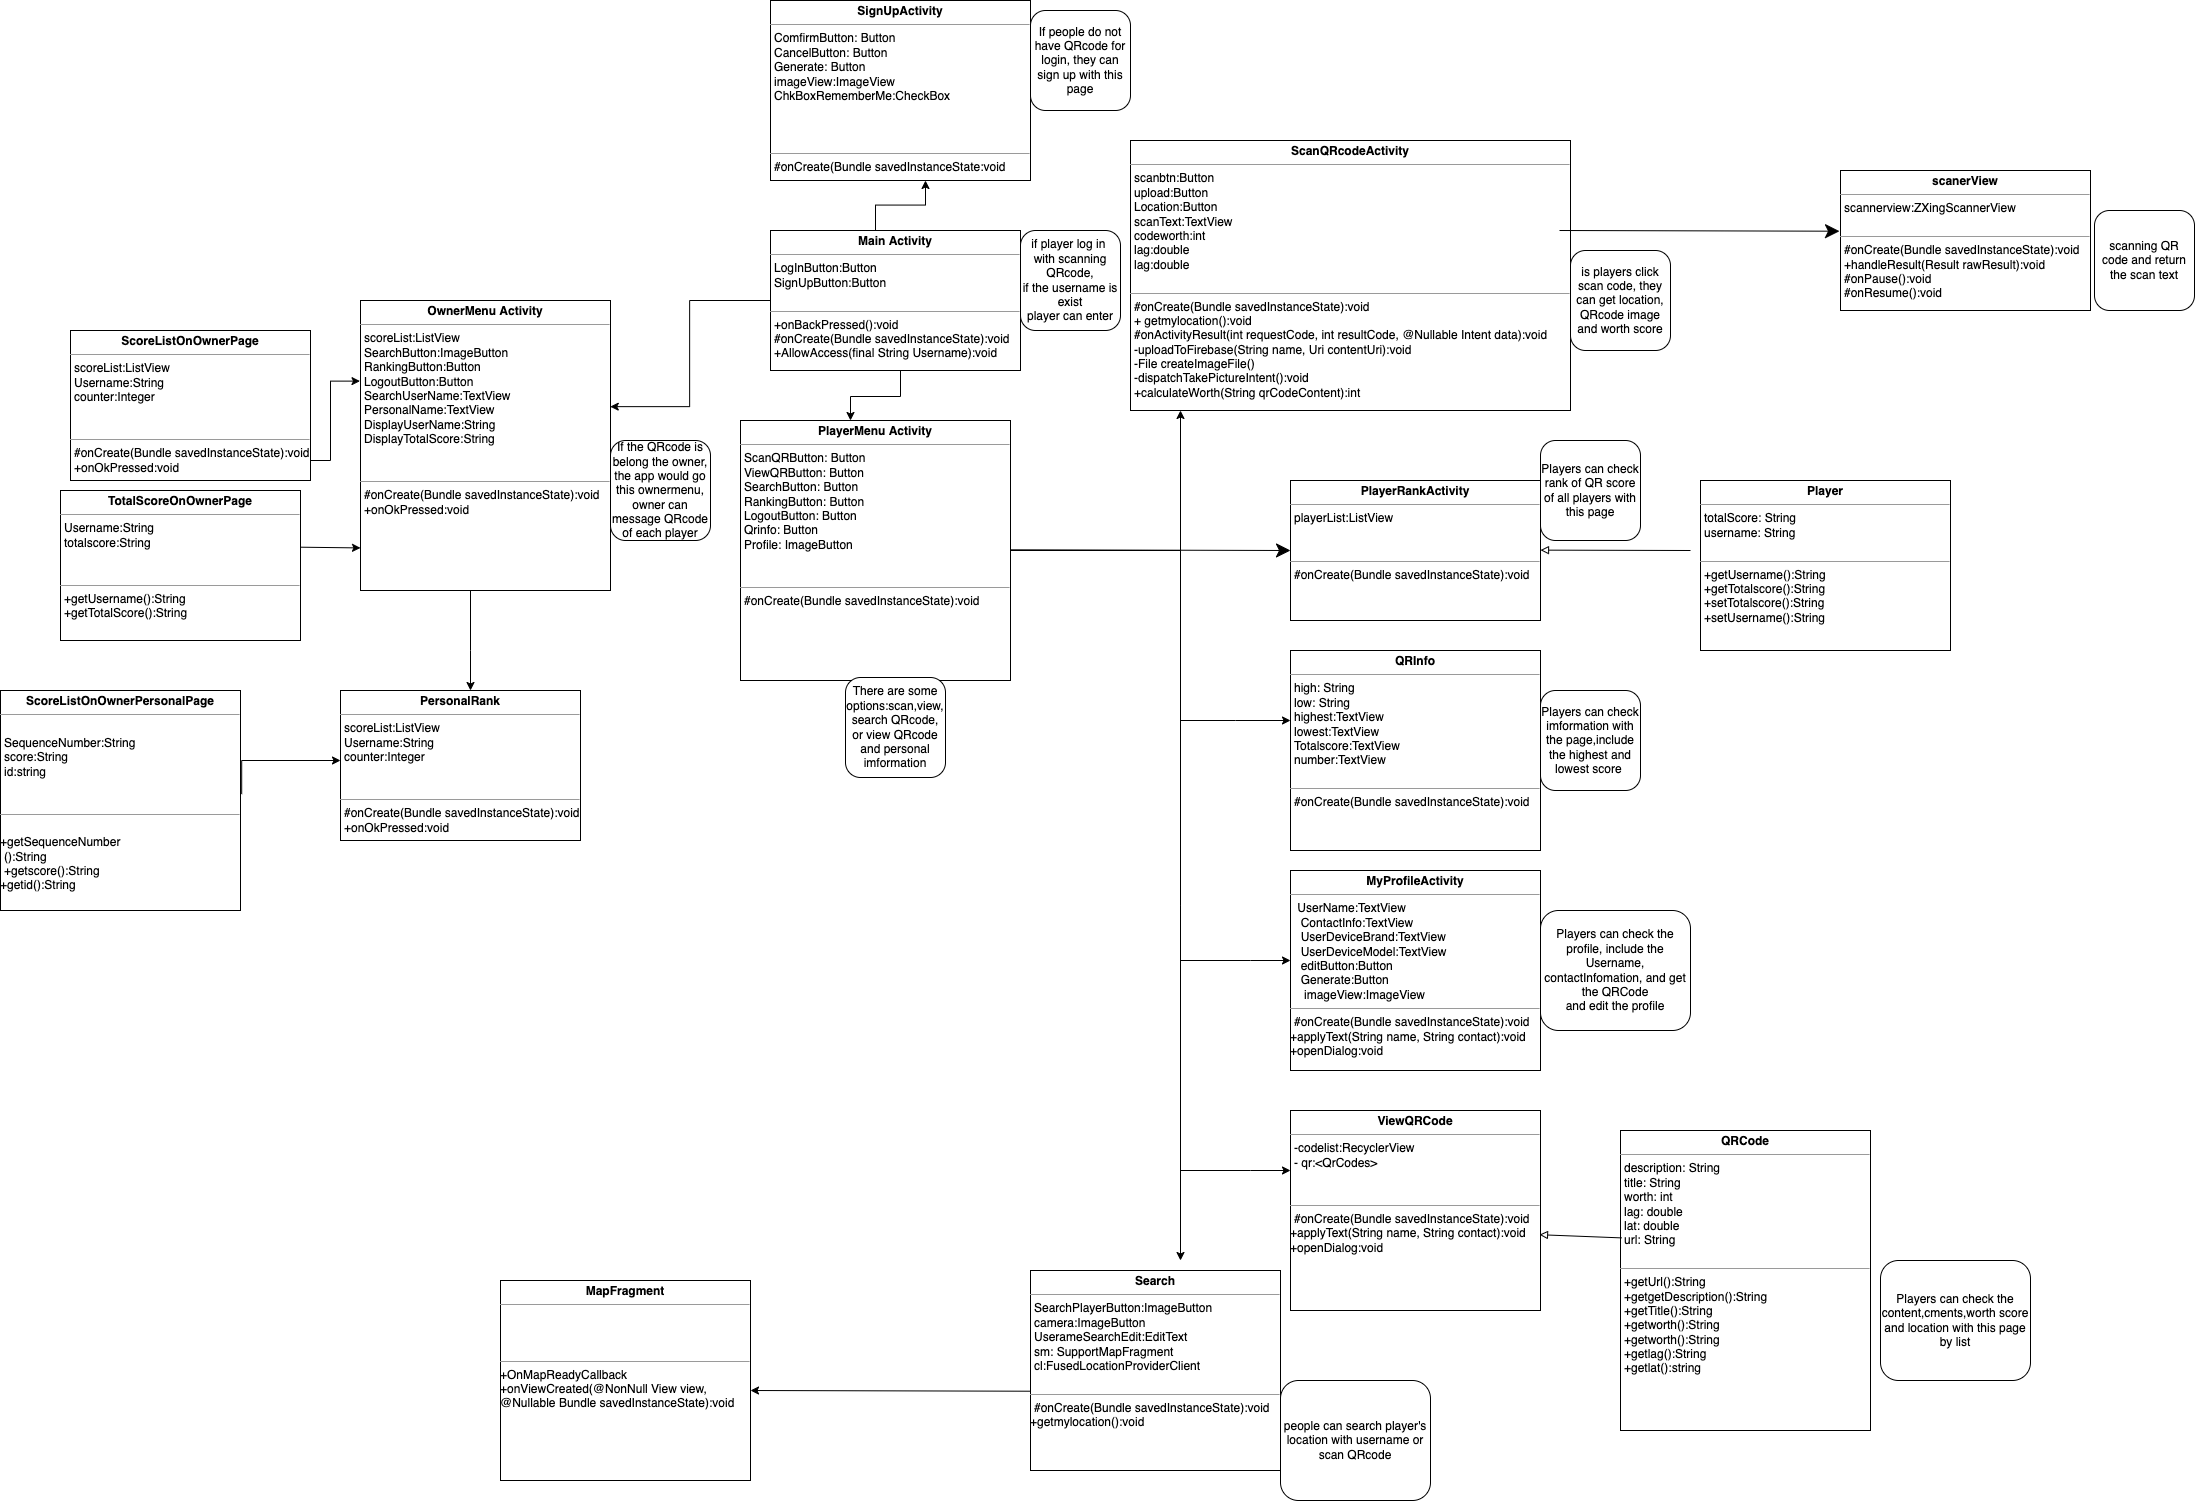 SignUpActivity
ComfirmButton: Button
CancelButton: Button
Generate: Button
imageView:ImageView
ChkBoxRememberMe:CheckBox
#onCreate(Bundle savedInstanceState:void
If people do not
have QRcode for
login, they can
sign up with this
page
Main Activity
LogInButton:Button
SignUpButton:Button
+onBackPressed():void
#onCreate(Bundle savedInstanceState):void
+AllowAccess(final String Username):void
if player log in
with scanning
QRcode,
if the username is
exist
player can enter
ScanQRcodeActivity
scanbtn:Button
upload:Button
Location:Button
scanText:TextView
codeworth:int
lag:double
lag:double
#onCreate(Bundle savedInstanceState):void
+ getmylocation():void
#onActivityResult(int requestCode, int resultCode, @Nullable Intent data):void
-uploadToFirebase(String name, Uri contentUri):void
-File createImageFile()
-dispatchTakePictureIntent():void
+calculateWorth(String qrCodeContent):int
is players click
scan code, they
can get location,
QRcode image
and worth score
scanerView
scannerview:ZXingScannerView
#onCreate(Bundle savedInstanceState):void
+handleResult(Result rawResult):void
#onPause():void
#onResume():void
scanning QR
code and return
the scan text
OwnerMenu Activity
scoreList:ListView
SearchButton:ImageButton
RankingButton:Button
LogoutButton:Button
SearchUserName:TextView
PersonalName:TextView
DisplayUserName:String
DisplayTotalScore:String
#onCreate(Bundle savedInstanceState):void
+onOkPressed:void
If the QRcode is
belong the owner,
the app would go
this ownermenu,
owner can
message QRcode
of each player
ScoreListOnOwnerPage
scoreList:ListView
Username:String
counter:Integer
#onCreate(Bundle savedInstanceState):void
+onOkPressed:void
TotalScoreOnOwnerPage
Username:String
totalscore:String
+getUsername():String
+getTotalScore():String
PlayerMenu Activity
ScanQRButton: Button
ViewQRButton: Button
SearchButton: Button
RankingButton: Button
LogoutButton: Button
Qrinfo: Button
Profile: ImageButton
#onCreate(Bundle savedInstanceState):void
There are some
options:scan,view,
search QRcode,
or view QRcode
and personal
imformation
PlayerRankActivity
playerList:ListView
#onCreate(Bundle savedInstanceState):void
Players can check
rank of QR score
of all players with
this page
Player
totalScore: String
username: String
+getUsername():String
+getTotalscore():String
+setTotalscore():String
+setUsername():String
ScoreListOnOwnerPersonalPage
SequenceNumber:String
score:String
id:string
+getSequenceNumber
():String
+getscore():String
+getid():String
PersonalRank
scoreList:ListView
Username:String
counter:Integer
#onCreate(Bundle savedInstanceState):void
+onOkPressed:void
QRInfo
high: String
low: String
highest:TextView
lowest:TextView
Totalscore:TextView
number:TextView
#onCreate(Bundle savedInstanceState):void
Players can check
imformation with
the page,include
the highest and
lowest score
MyProfileActivity
UserName:TextView
ContactInfo:TextView
UserDeviceBrand:TextView
UserDeviceModel:TextView
editButton:Button
Generate:Button
imageView:ImageView
#onCreate(Bundle savedInstanceState):void
+applyText(String name, String contact):void
+openDialog:void
Players can check the
profile, include the
Username,
contactInfomation, and get
the QRCode
and edit the profile
ViewQRCode
-codelist:RecyclerView
- qr:<QrCodes>
#onCreate(Bundle savedInstanceState):void
+applyText(String name, String contact):void
+openDialog:void
QRCode
description: String
title: String
worth: int
lag: double
lat: double
url: String
+getUrl():String
+getgetDescription():String
+getTitle():String
+getworth():String
+getworth():String
+getlag():String
+getlat():string
Players can check the
content,cments,worth score
and location with this page
by list
MapFragment
+OnMapReadyCallback
+onViewCreated(@NonNull View view,
@Nullable Bundle savedInstanceState):void
Search
SearchPlayerButton:ImageButton
camera:ImageButton
UserameSearchEdit:EditText
sm: SupportMapFragment
cl:FusedLocationProviderClient
#onCreate(Bundle savedInstanceState):void
+getmylocation():void
people can search player's
location with username or
scan QRcode